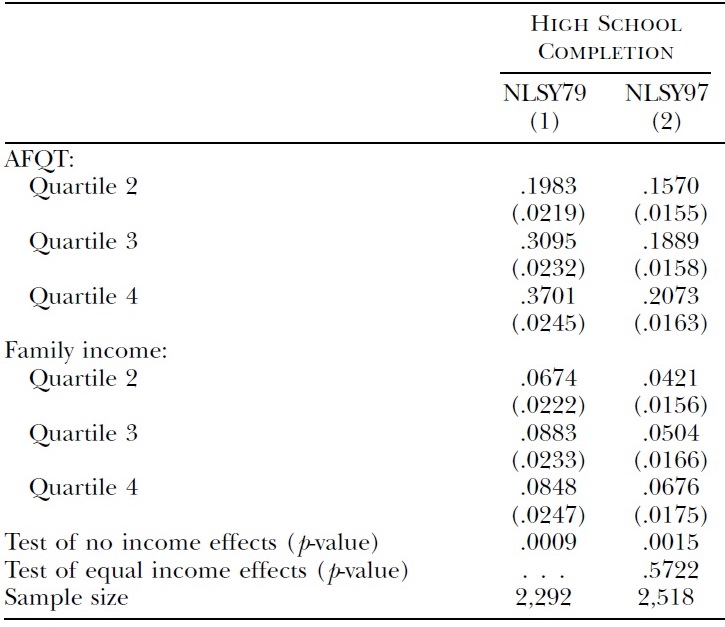 HIGH SCHOOL
COMPLETION
NLSY79 NLSY97
(1) (2)
AFQT:
Quartile 2 .1983 .1570
(.0219) (.0155)
Quartile 3 .3095 .1889
(.0232) (.0158)
Quartile 4 .3701 .2073
(.0245) (.0163)
Family income:
Quartile 2 .0674 .0421
(.0222) (.0156)
Quartile 3 .0883 .0504
(.0233) (.0166)
Quartile 4 .0848 .0676
(.0247) (.0175)
Test of no income effects (p-value) .0009 .0015
Test of equal income effects (p-value) . . . .5722
Sample size 2,292 2,518